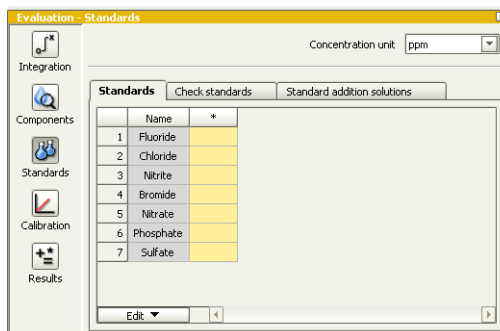 Evaluation - Standards
Concentration unit ppm
Integration
Components
Standards
Calibration
Results
Standards Check standards Standard addition solutions
Name *
1 Fluoride
2 Chloride
3 Nitrite
4 Bromide
5 Nitrate
6 Phosphate
7 Sulfate
Edit